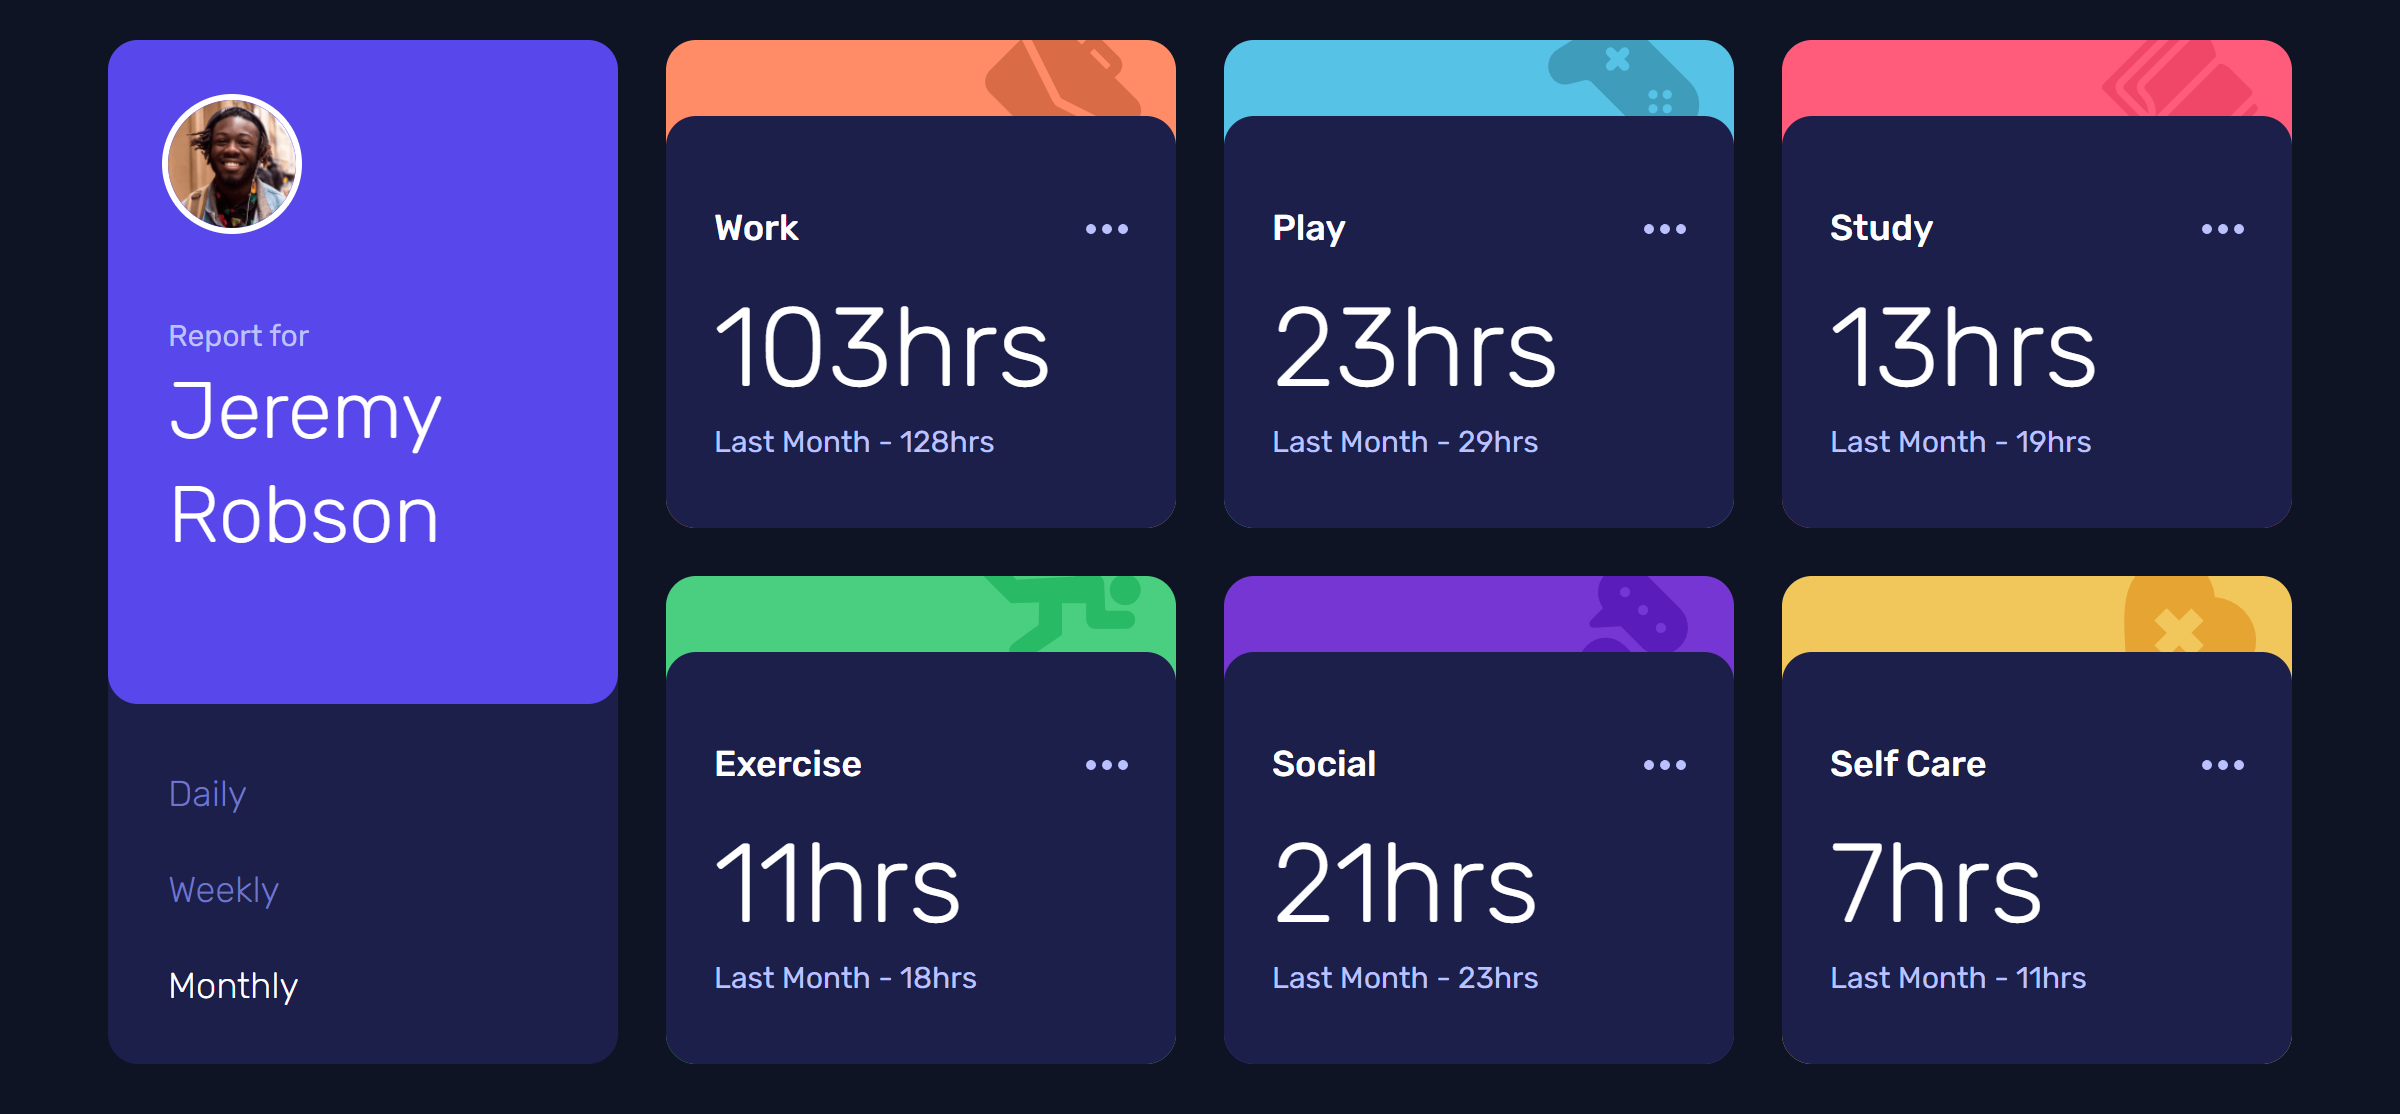 Report for
Jeremy
Robson
Daily
Weekly
Monthly
Work
103hrs
Last Month - 128hrs
Play
23hrs
Last Month - 29hrs
Study
13hrs
Last Month - 19hrs
Exercise
11hrs
Last Month - 18hrs
Social
21hrs
Last Month - 23hrs
Self Care
7hrs
Last Month - 11hrs